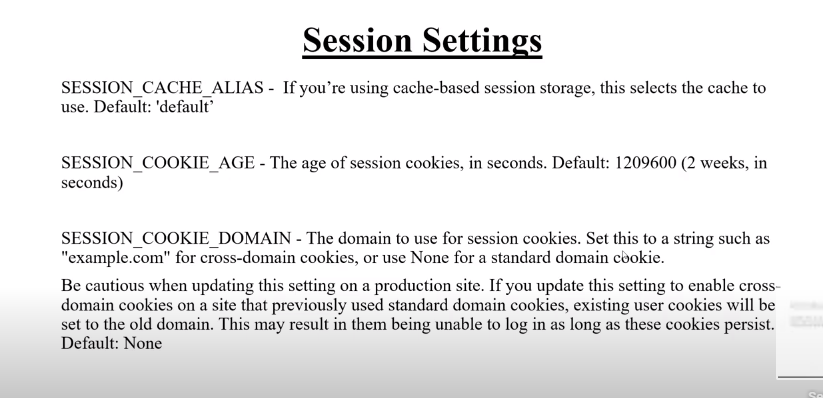 Session Settings
SESSION_CACHE_ALIAS - If you’re using cache-based session storage, this selects the cache to
use. Default: 'default’
SESSION_COOKIE_AGE - The age of session cookies, in seconds. Default: 1209600 (2 weeks, in
seconds)
SESSION_COOKIE_DOMAIN - The domain to use for session cookies. Set this to a string such as
"example.com" for cross-domain cookies, or use None for a standard domain cookie.
Be cautious when updating this setting on a production site. If you update this setting to enable cross-
domain cookies on a site that previously used standard domain cookies, existing user cookies will be
set to the old domain. This may result in them being unable to log in as long as these cookies persist.
Default: None